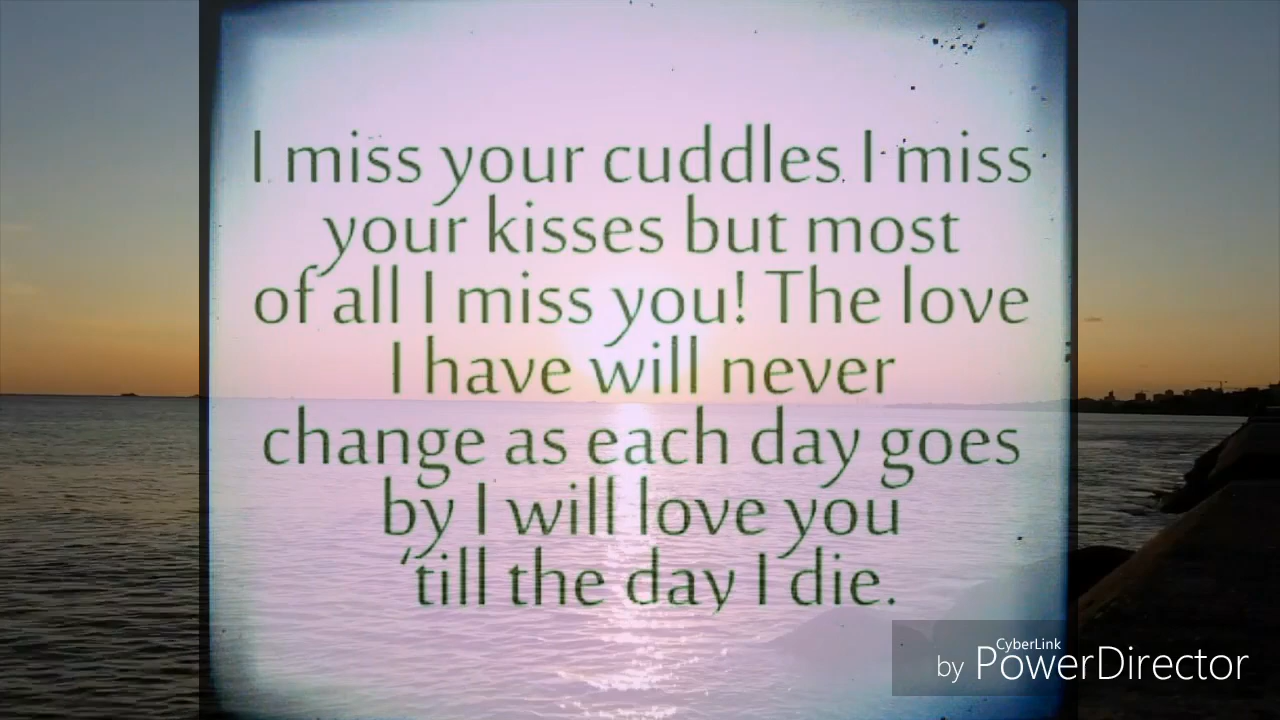 I miss your cuddles I miss
your kisses but most
of all I miss you! The love
I have will never
change as each day goes
by I will love you
‘till the day I die.
CyberLink
by PowerDirector